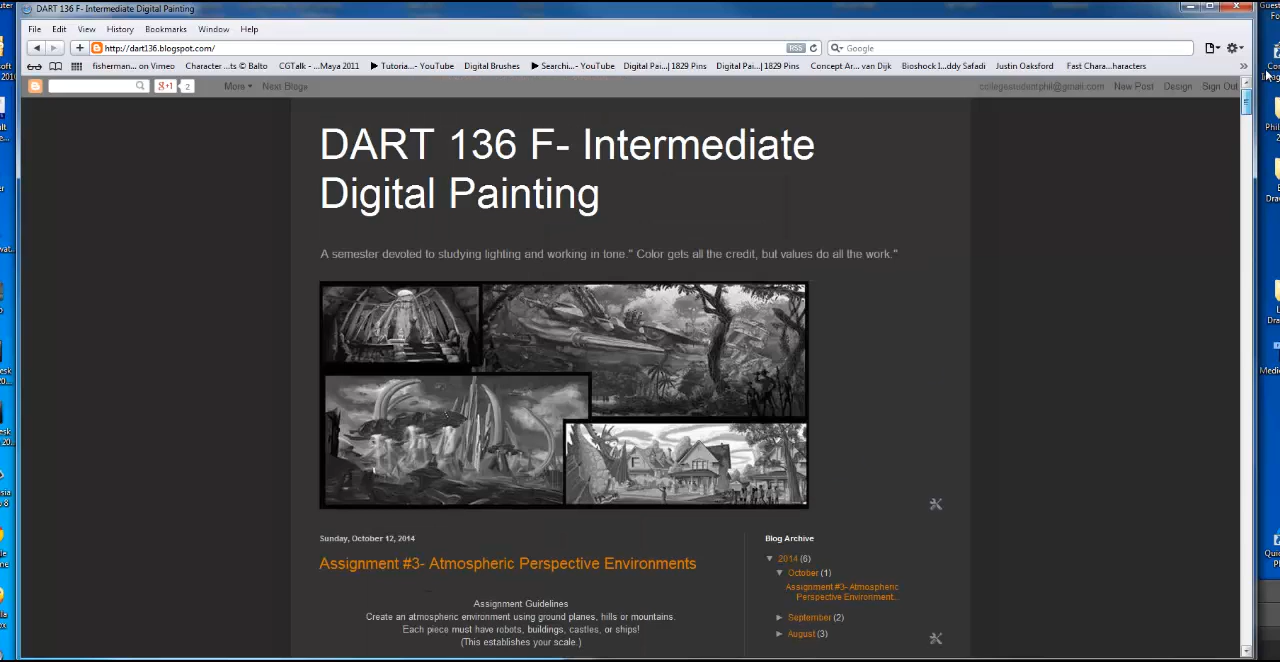 DART 136 F- Intermediate Digital Painting
File Edit View History Bookmarks Window Help
http://dart136.blogspot.com/ RSS Google
fisherman... on Vimeo Character ...ts © Balto CGTalk - ...Maya 2011 Tutoria...- YouTube Digital Brushes Searchi...- YouTube Digital Pai...| 1829 Pins Digital Pai...| 1829 Pins Concept Ar... van Dijk Bioshock I...ddy Safadi Justin Oaksford Fast Chara...haracters
+1 2 More Next Blog» collegestudentphil@gmail.com New Post Design Sign Out
DART 136 F- Intermediate
Digital Painting
A semester devoted to studying lighting and working in tone." Color gets all the credit, but values do all the work."
Sunday, October 12, 2014
Assignment #3- Atmospheric Perspective Environments
Assignment Guidelines
Create an atmospheric environment using ground planes, hills or mountains.
Each piece must have robots, buildings, castles, or ships!
(This establishes your scale.)
Blog Archive
▼ 2014 (6)
▼ October (1)
Assignment #3- Atmospheric
Perspective Environment...
► September (2)
► August (3)